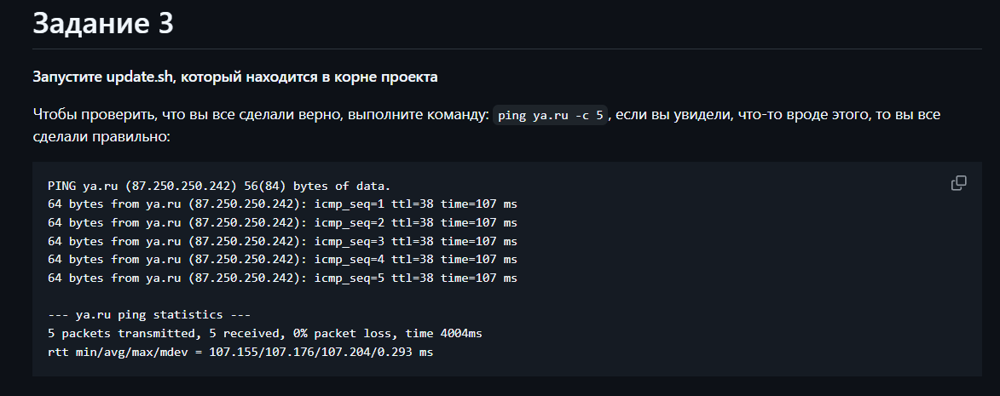 Задание 3
Запустите update.sh, который находится в корне проекта
Чтобы проверить, что вы все сделали верно, выполните команду: ping ya.ru -c 5, если вы увидели, что-то вроде этого, то вы все
сделали правильно:
PING ya.ru (87.250.250.242) 56(84) bytes of data.
64 bytes from ya.ru (87.250.250.242): icmp_seq=1 ttl=38 time=107 ms
64 bytes from ya.ru (87.250.250.242): icmp_seq=2 ttl=38 time=107 ms
64 bytes from ya.ru (87.250.250.242): icmp_seq=3 ttl=38 time=107 ms
64 bytes from ya.ru (87.250.250.242): icmp_seq=4 ttl=38 time=107 ms
64 bytes from ya.ru (87.250.250.242): icmp_seq=5 ttl=38 time=107 ms
--- ya.ru ping statistics ---
5 packets transmitted, 5 received, 0% packet loss, time 4004ms
rtt min/avg/max/mdev = 107.155/107.176/107.204/0.293 ms